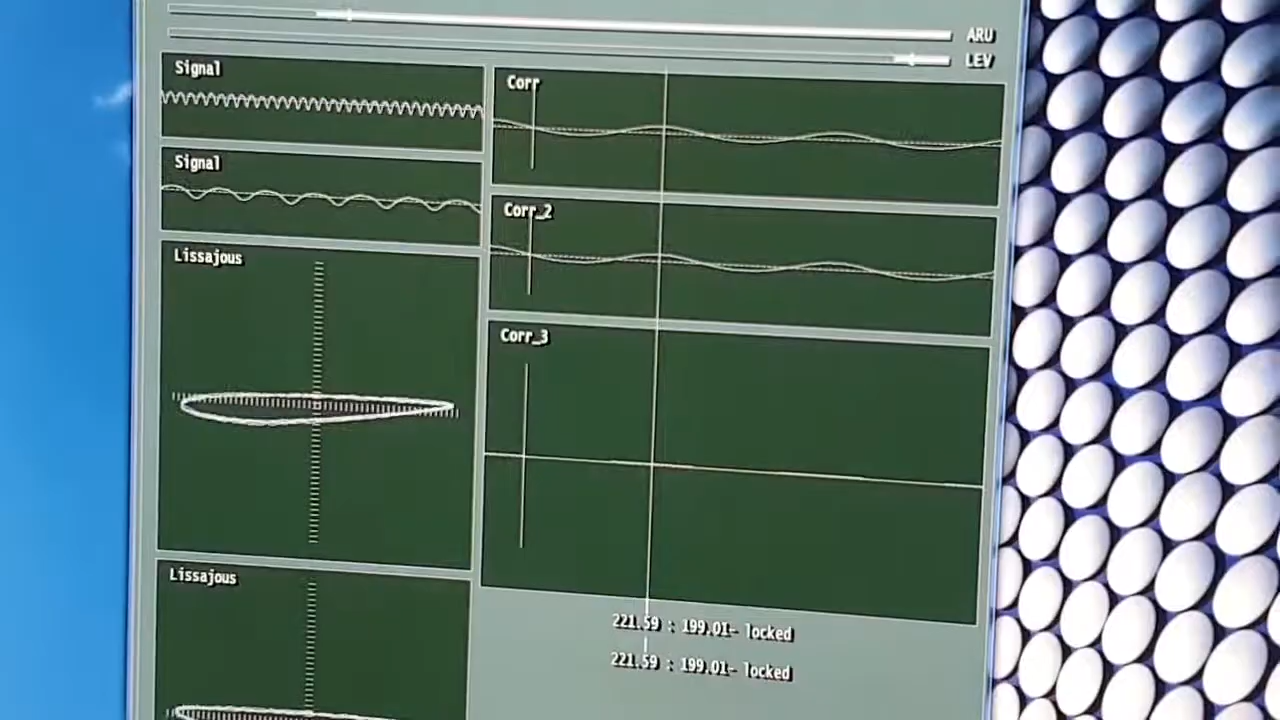 ARU
LEV
Signal
Corr
Signal
Corr_2
Lissajous
Corr_3
Lissajous
221.59 : 199.01- locked
221.59 : 199.01- locked